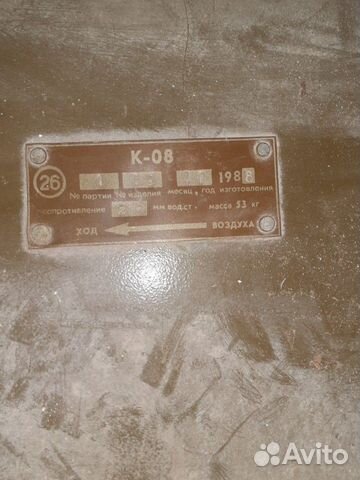 К-08
26 1988
№ партии № изделия месяц, год изготовления
сопротивление мм вод.ст. масса 53 кг
ХОД ВОЗДУХА
Avito